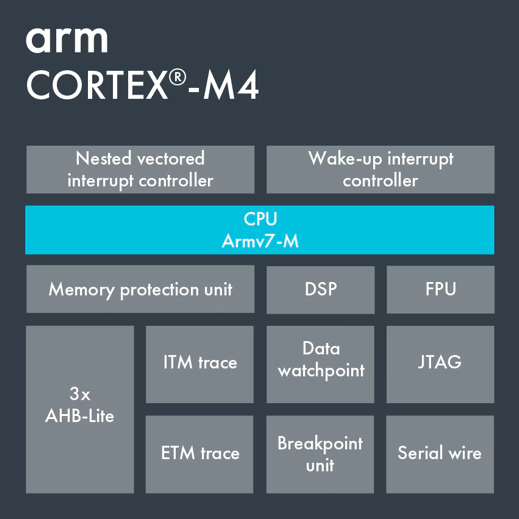 arm
CORTEX®-M4
Nested vectored
interrupt controller
Wake-up interrupt
controller
CPU
Armv7-M
Memory protection unit
DSP
FPU
3x
AHB-Lite
ITM trace
Data
watchpoint
JTAG
ETM trace
Breakpoint
unit
Serial wire